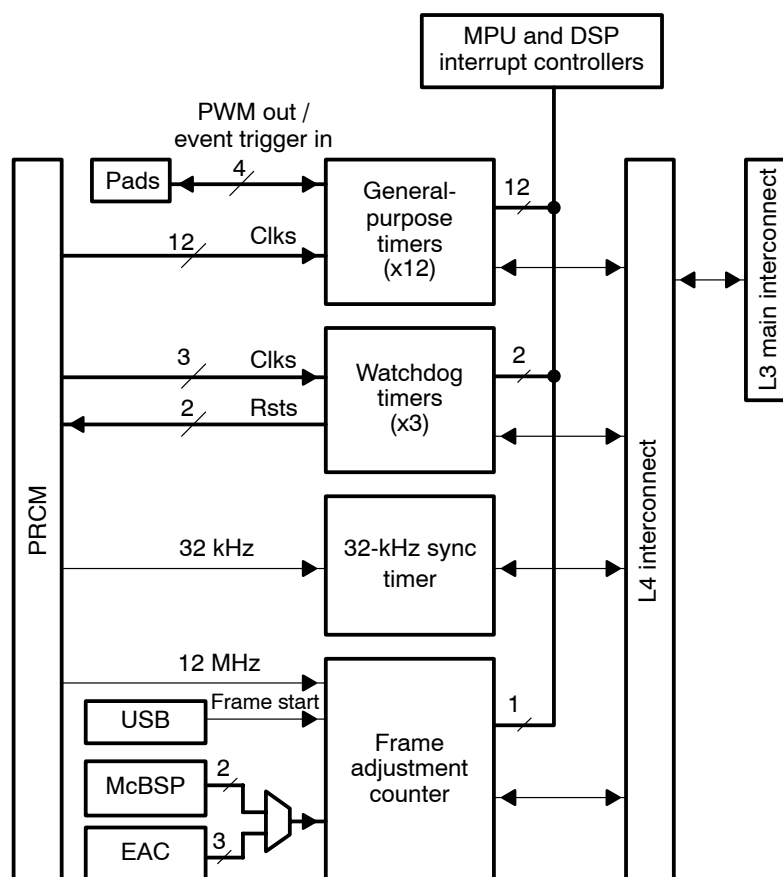 MPU and DSP
interrupt controllers
PWM out /
event trigger in
Pads
4
General-
purpose
timers
(x12)
12
12
Clks
L3 main interconnect
3
Clks
Watchdog
timers
(x3)
2
2
Rsts
PRCM
L4 interconnect
32 kHz
32-kHz sync
timer
12 MHz
USB
Frame start
1
Frame
adjustment
counter
McBSP
2
EAC
3